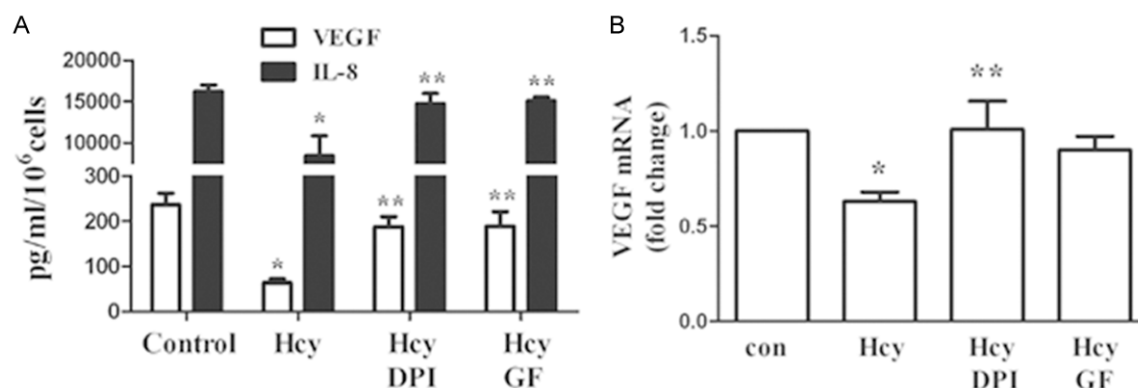 A
VEGF
IL-8
20000
15000
10000
300
200
100
0
pg/ml/10⁶cells
* ** **
* ** **
Control Hcy Hcy Hcy
DPI GF
B
1.5
1.0
0.5
0.0
VEGF mRNA
(fold change)
* **
con Hcy Hcy Hcy
DPI GF